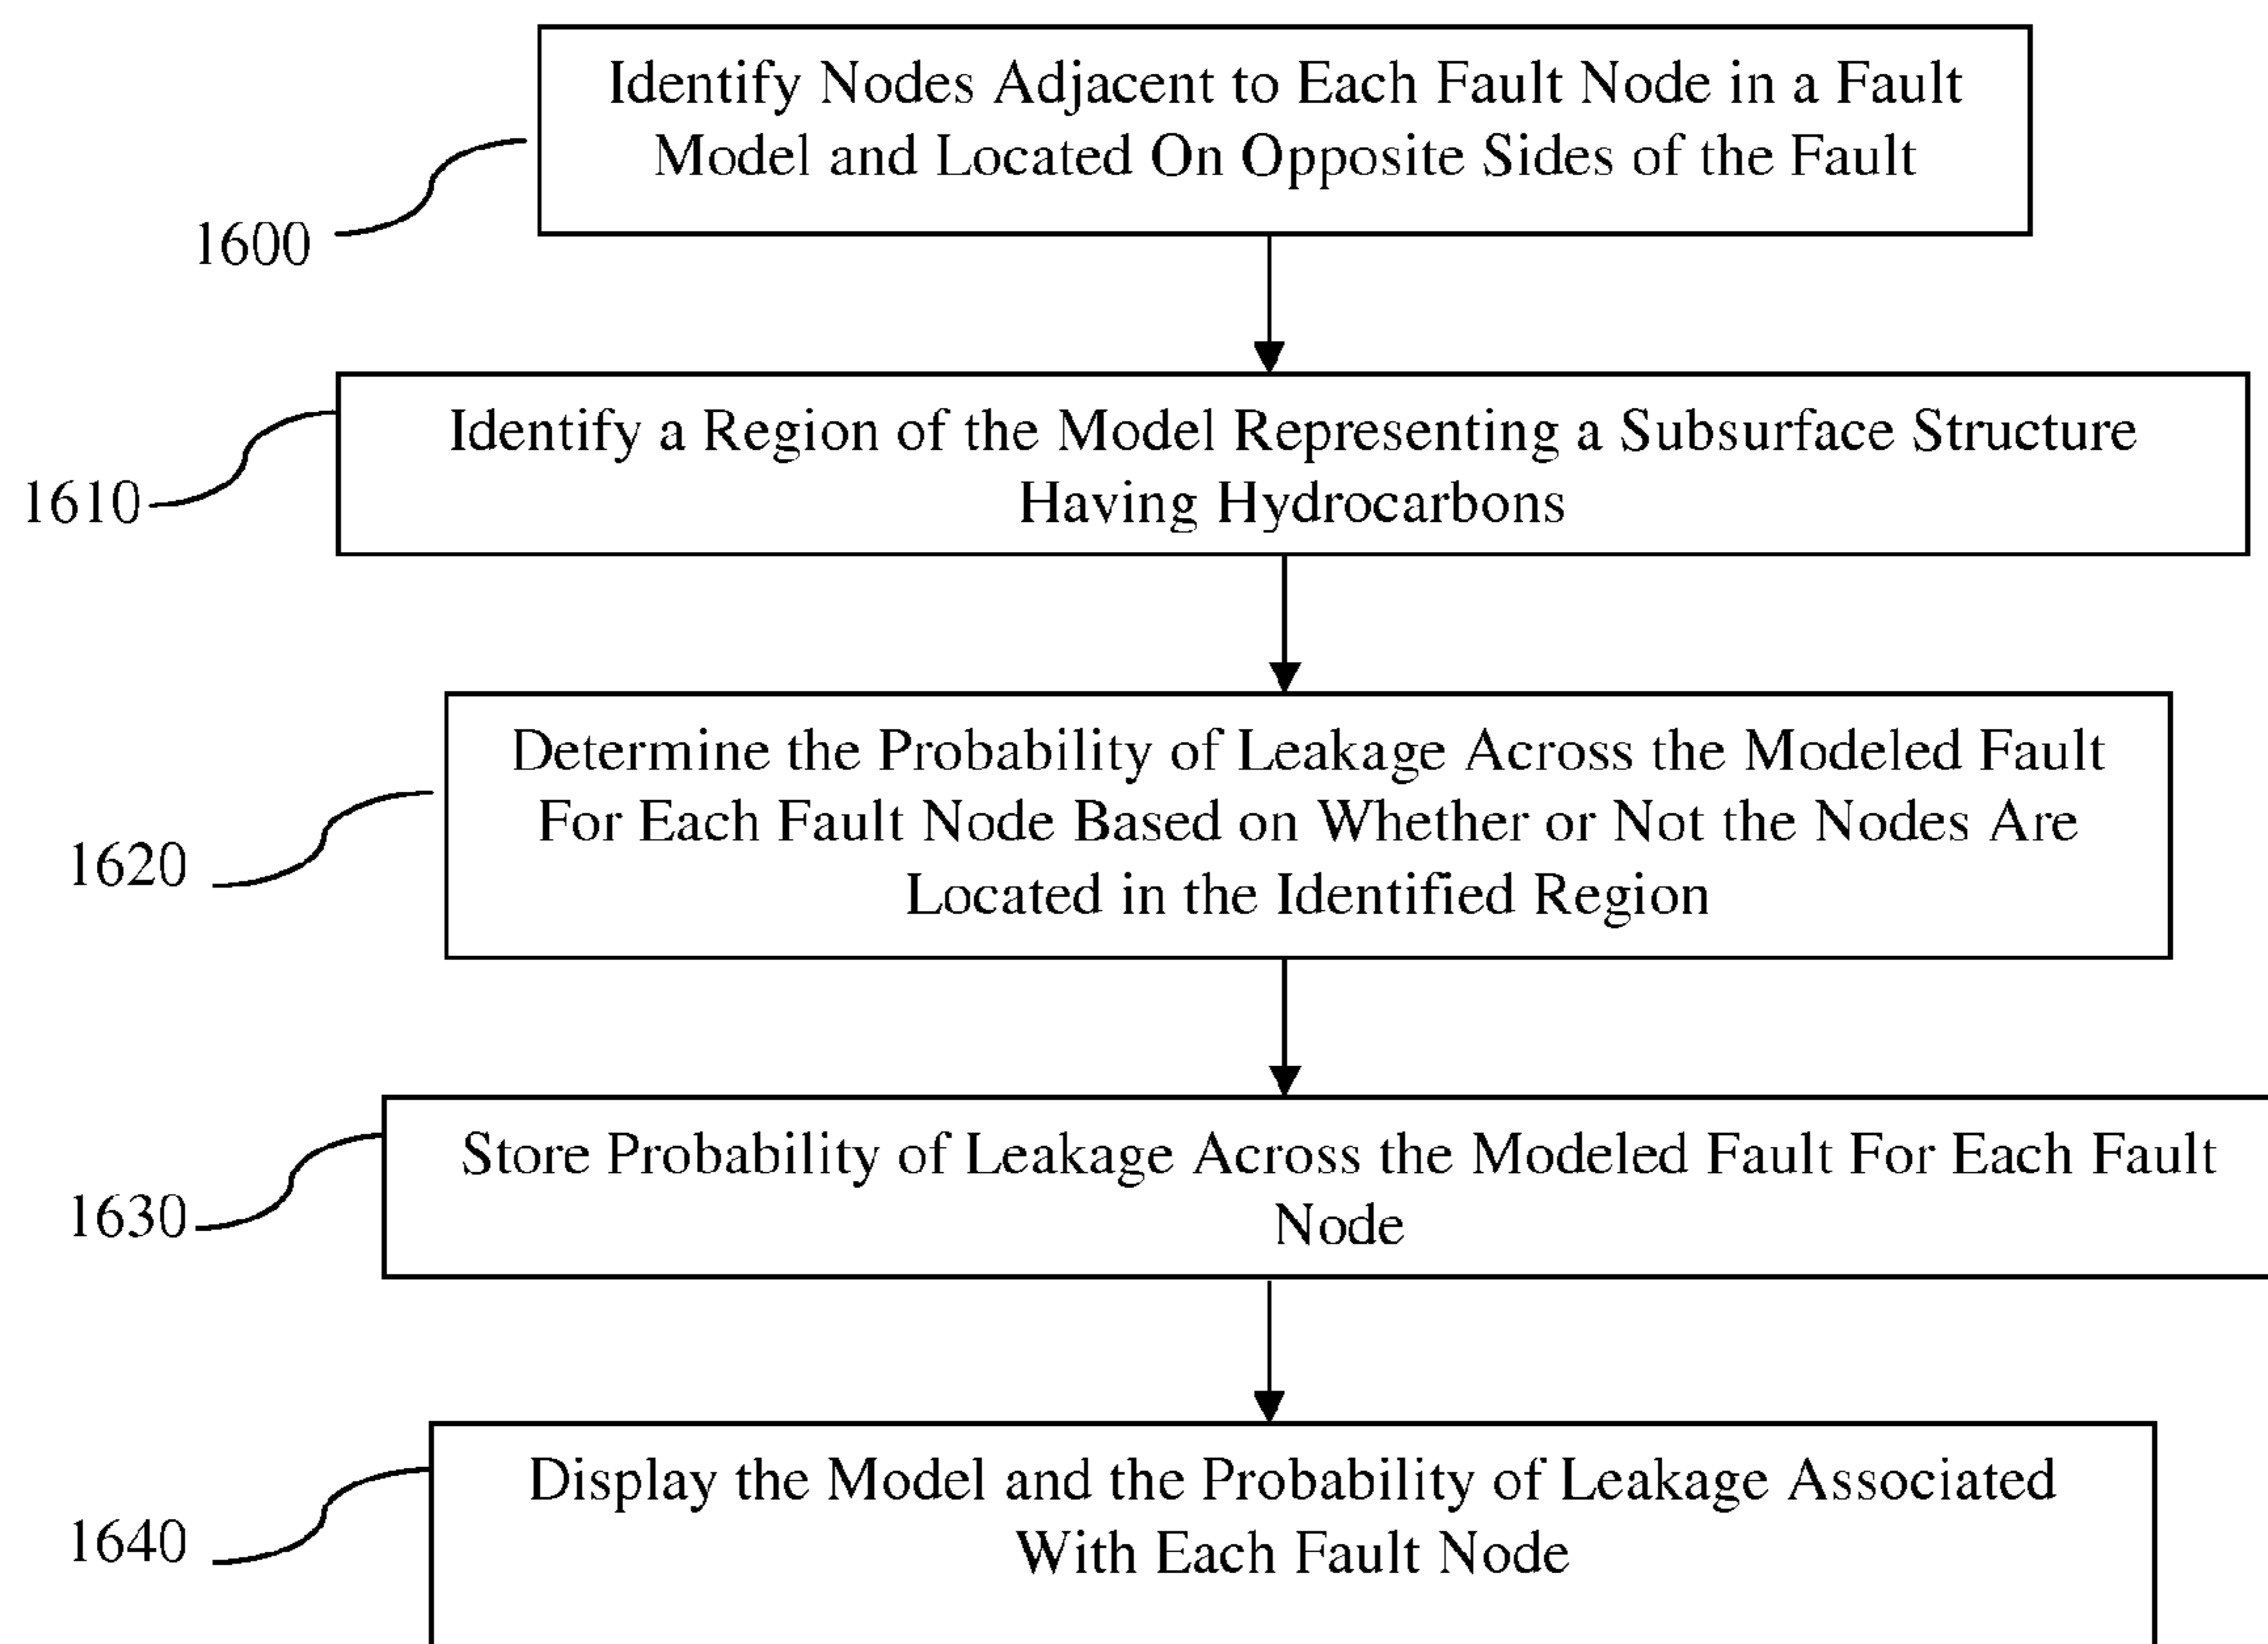 Identify Nodes Adjacent to Each Fault Node in a Fault
Model and Located On Opposite Sides of the Fault
1600
Identify a Region of the Model Representing a Subsurface Structure
Having Hydrocarbons
1610
Determine the Probability of Leakage Across the Modeled Fault
For Each Fault Node Based on Whether or Not the Nodes Are
Located in the Identified Region
1620
Store Probability of Leakage Across the Modeled Fault For Each Fault
Node
1630
Display the Model and the Probability of Leakage Associated
With Each Fault Node
1640